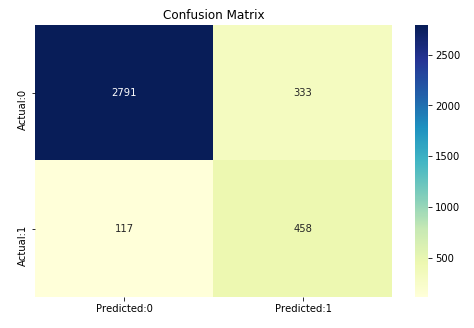 Confusion Matrix
Actual:0
2791
333
Actual:1
117
458
Predicted:0
Predicted:1
2500
2000
1500
1000
500